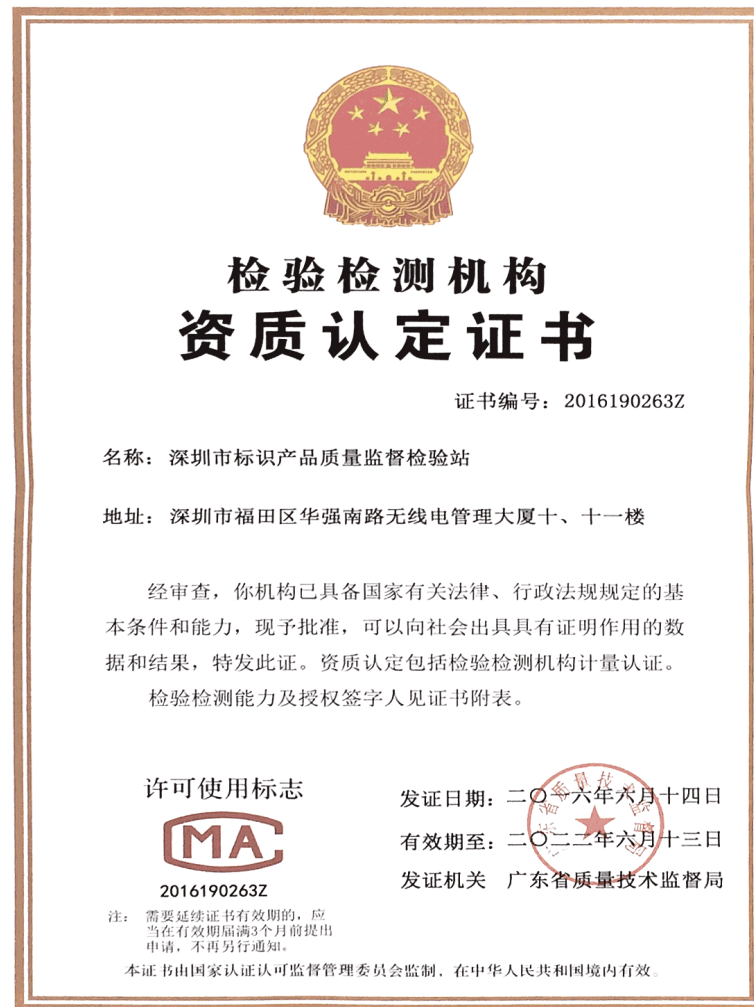 检验检测机构
资质认定证书
证书编号：2016190263Z
名称：深圳市标识产品质量监督检验站
地址：深圳市福田区华强南路无线电管理大厦十、十一楼
经审查，你机构已具备国家有关法律、行政法规规定的基
本条件和能力，现予批准，可以向社会出具具有证明作用的数
据和结果，特发此证。资质认定包括检验检测机构计量认证。
检验检测能力及授权签字人见证书附表。
许可使用标志
CMA
2016190263Z
注：需要延续证书有效期的，应
当在有效期届满3个月前提出
申请，不再另行通知。
发证日期：二〇一六年六月十四日
有效期至：二〇二二年六月十三日
发证机关 广东省质量技术监督局
广东省质量技术监督局
本证书由国家认证认可监督管理委员会监制，在中华人民共和国境内有效。